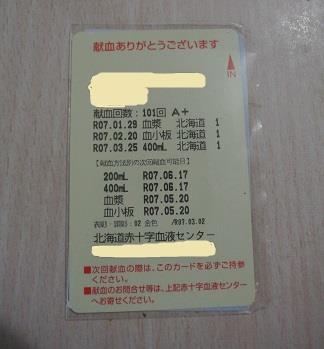 献血ありがとうございます
IN
献血回数: 101回 A+
R07.01.29 血漿 北海道 1
R07.02.20 血小板 北海道 1
R07.03.25 400mL 北海道 1
【献血方法別の次回献血可能日】
200mL R07.06.17
400mL R07.06.17
血漿 R07.05.20
血小板 R07.05.20
02 金色 /R07.03.02
北海道赤十字血液センター
■次回献血の際は、このカードを必ずご持参
ください。
■献血のお問合せ等は、上記赤十字血液センター
へお寄せください。